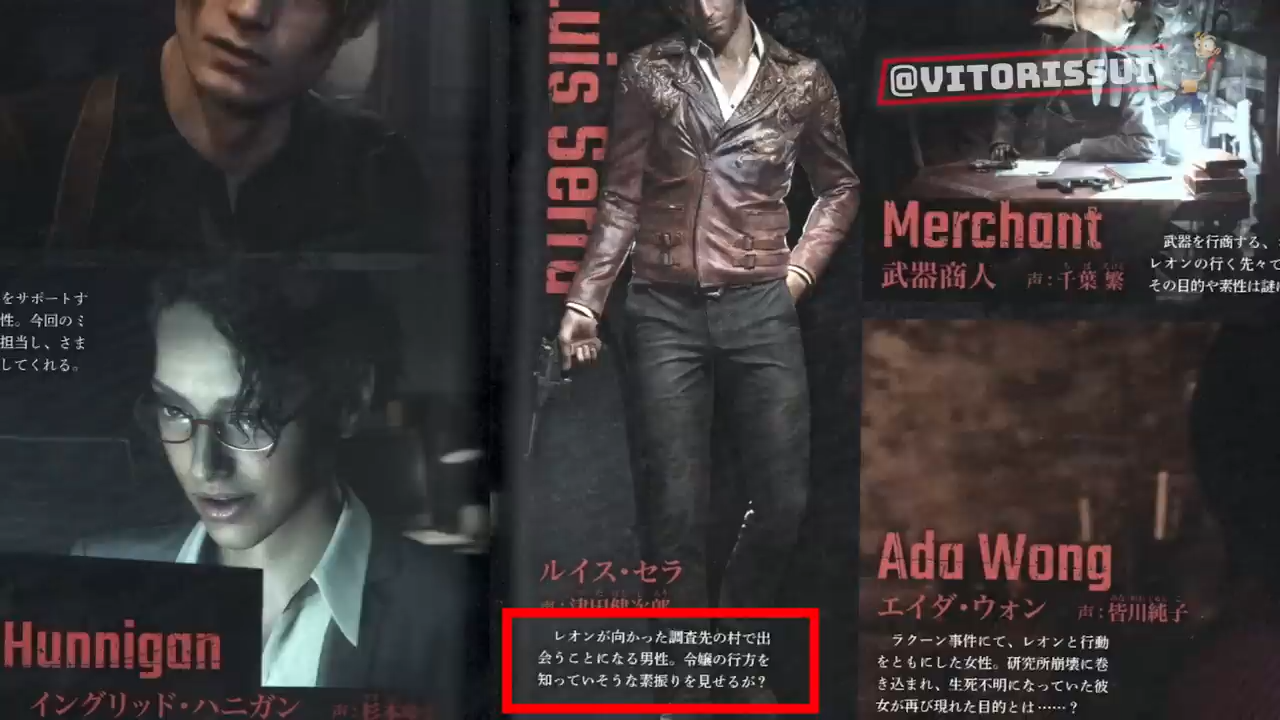 をサポートす
性。今回のミ
担当し、さま
してくれる。
Hunnigan
イングリッド・ハニガン
声:
Luis Sera
ルイス・セラ
声:津田健次郎
レオンが向かった調査先の村で出
会うことになる男性。令嬢の行方を
知っていそうな素振りを見せるが?
@VITORISSUI
Merchant
武器商人 声:千葉 繁
武器を行商する、
レオンの行く先々で
その目的や素性は謎に
Ada Wong
エイダ・ウォン 声:皆川純子
ラクーン事件にて、レオンと行動
をともにした女性。研究所崩壊に巻
き込まれ、生死不明になっていた彼
女が再び現れた目的とは……?